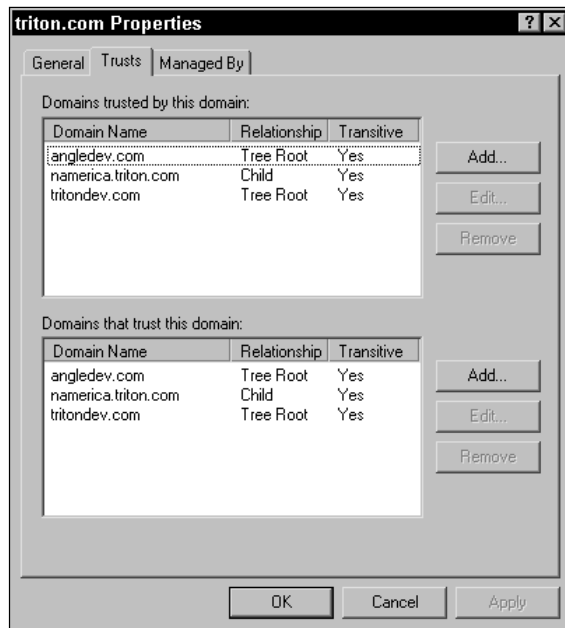 triton.com Properties
? ×
General Trusts Managed By
Domains trusted by this domain:
Domain Name Relationship Transitive
angledev.com Tree Root Yes
namerica.triton.com Child Yes
tritondev.com Tree Root Yes
Add...
Edit...
Remove
Domains that trust this domain:
Domain Name Relationship Transitive
angledev.com Tree Root Yes
namerica.triton.com Child Yes
tritondev.com Tree Root Yes
Add...
Edit...
Remove
OK Cancel Apply